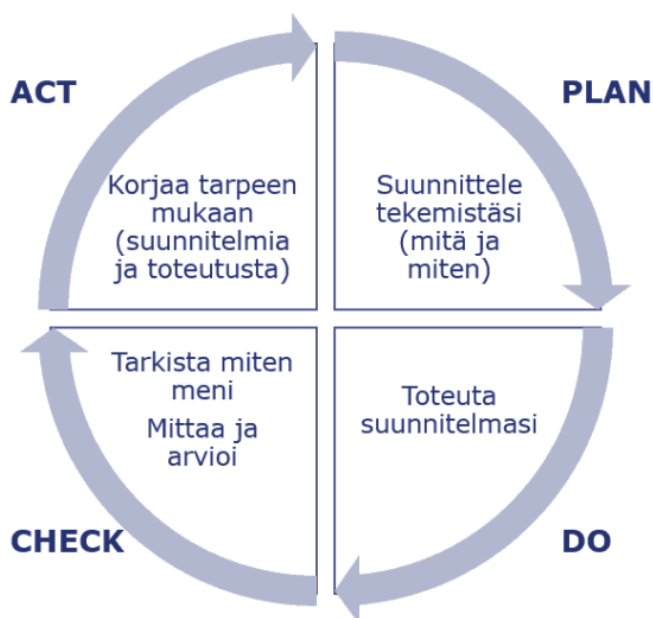 ACT
PLAN
Korjaa tarpeen
mukaan
(suunnitelmia
ja toteutusta)
Suunnittele
tekemistäsi
(mitä ja
miten)
Tarkista miten
meni
Mittaa ja
arvioi
Toteuta
suunnitelmasi
CHECK
DO